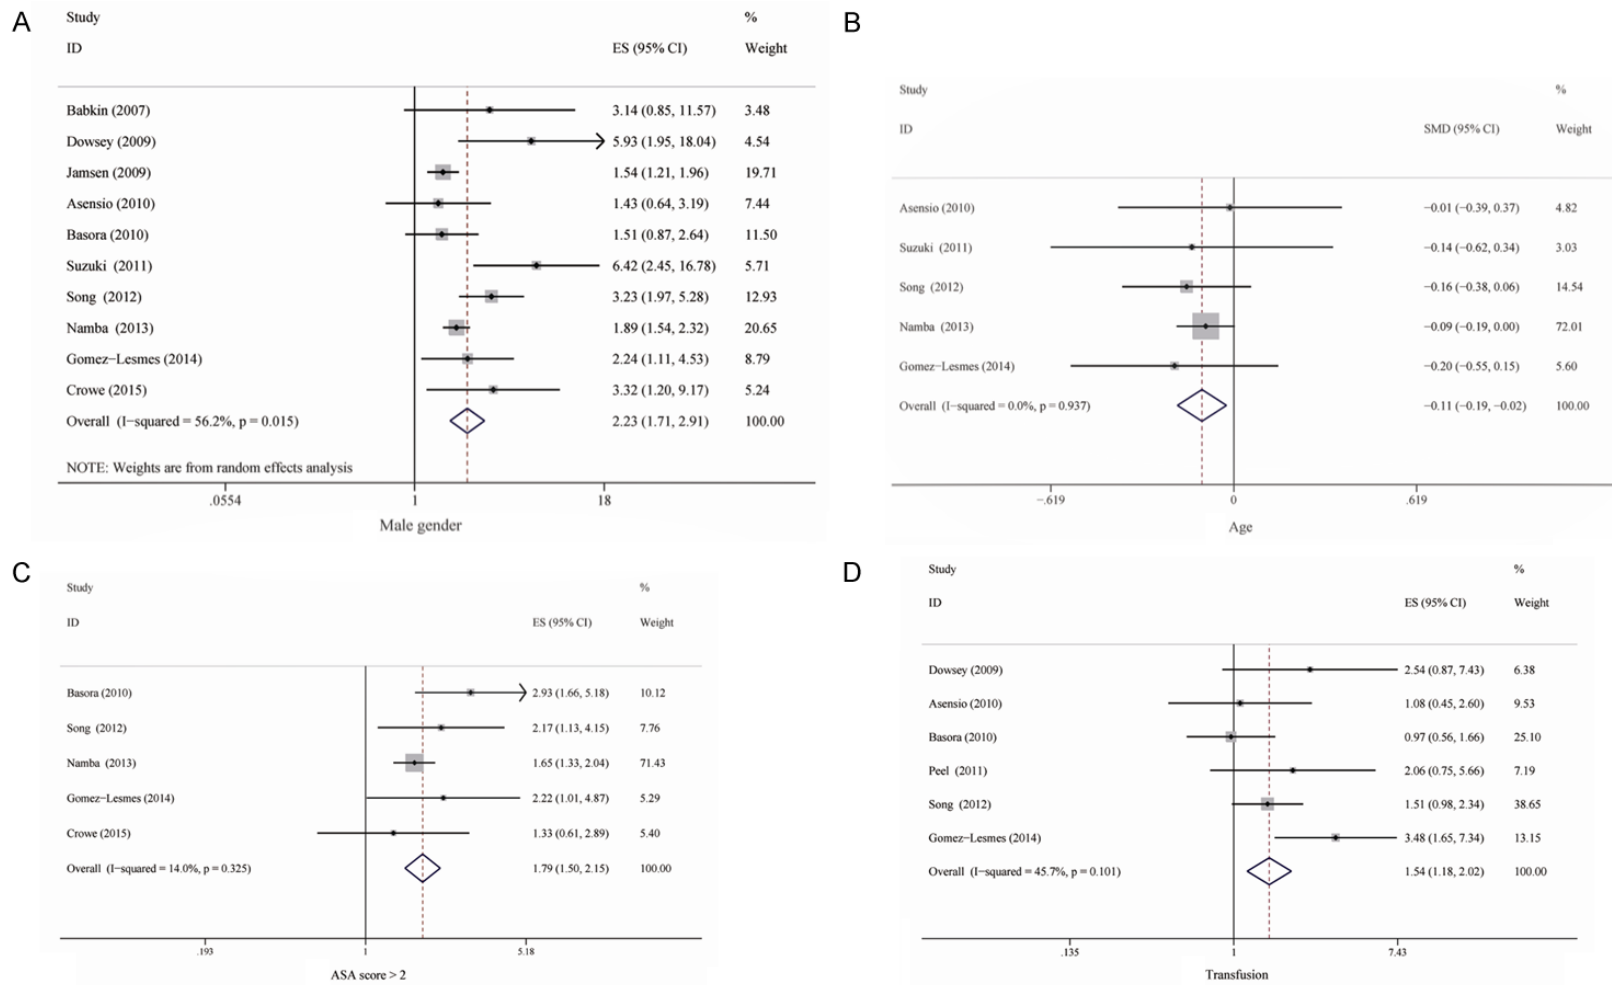 A
Study %
ID ES (95% CI) Weight
Babkin (2007) 3.14 (0.85, 11.57) 3.48
Dowsey (2009) 5.93 (1.95, 18.04) 4.54
Jamsen (2009) 1.54 (1.21, 1.96) 19.71
Asensio (2010) 1.43 (0.64, 3.19) 7.44
Basora (2010) 1.51 (0.87, 2.64) 11.50
Suzuki (2011) 6.42 (2.45, 16.78) 5.71
Song (2012) 3.23 (1.97, 5.28) 12.93
Namba (2013) 1.89 (1.54, 2.32) 20.65
Gomez−Lesmes (2014) 2.24 (1.11, 4.53) 8.79
Crowe (2015) 3.32 (1.20, 9.17) 5.24
Overall (I−squared = 56.2%, p = 0.015) 2.23 (1.71, 2.91) 100.00
NOTE: Weights are from random effects analysis
.0554 1 18
Male gender
B
Study %
ID SMD (95% CI) Weight
Asensio (2010) −0.01 (−0.39, 0.37) 4.82
Suzuki (2011) −0.14 (−0.62, 0.34) 3.03
Song (2012) −0.16 (−0.38, 0.06) 14.54
Namba (2013) −0.09 (−0.19, 0.00) 72.01
Gomez−Lesmes (2014) −0.20 (−0.55, 0.15) 5.60
Overall (I−squared = 0.0%, p = 0.937) −0.11 (−0.19, −0.02) 100.00
−.619 0 .619
Age
C
Study %
ID ES (95% CI) Weight
Basora (2010) 2.93 (1.66, 5.18) 10.12
Song (2012) 2.17 (1.13, 4.15) 7.76
Namba (2013) 1.65 (1.33, 2.04) 71.43
Gomez−Lesmes (2014) 2.22 (1.01, 4.87) 5.29
Crowe (2015) 1.33 (0.61, 2.89) 5.40
Overall (I−squared = 14.0%, p = 0.325) 1.79 (1.50, 2.15) 100.00
.193 1 5.18
ASA score > 2
D
Study %
ID ES (95% CI) Weight
Dowsey (2009) 2.54 (0.87, 7.43) 6.38
Asensio (2010) 1.08 (0.45, 2.60) 9.53
Basora (2010) 0.97 (0.56, 1.66) 25.10
Peel (2011) 2.06 (0.75, 5.66) 7.19
Song (2012) 1.51 (0.98, 2.34) 38.65
Gomez−Lesmes (2014) 3.48 (1.65, 7.34) 13.15
Overall (I−squared = 45.7%, p = 0.101) 1.54 (1.18, 2.02) 100.00
.135 1 7.43
Transfusion